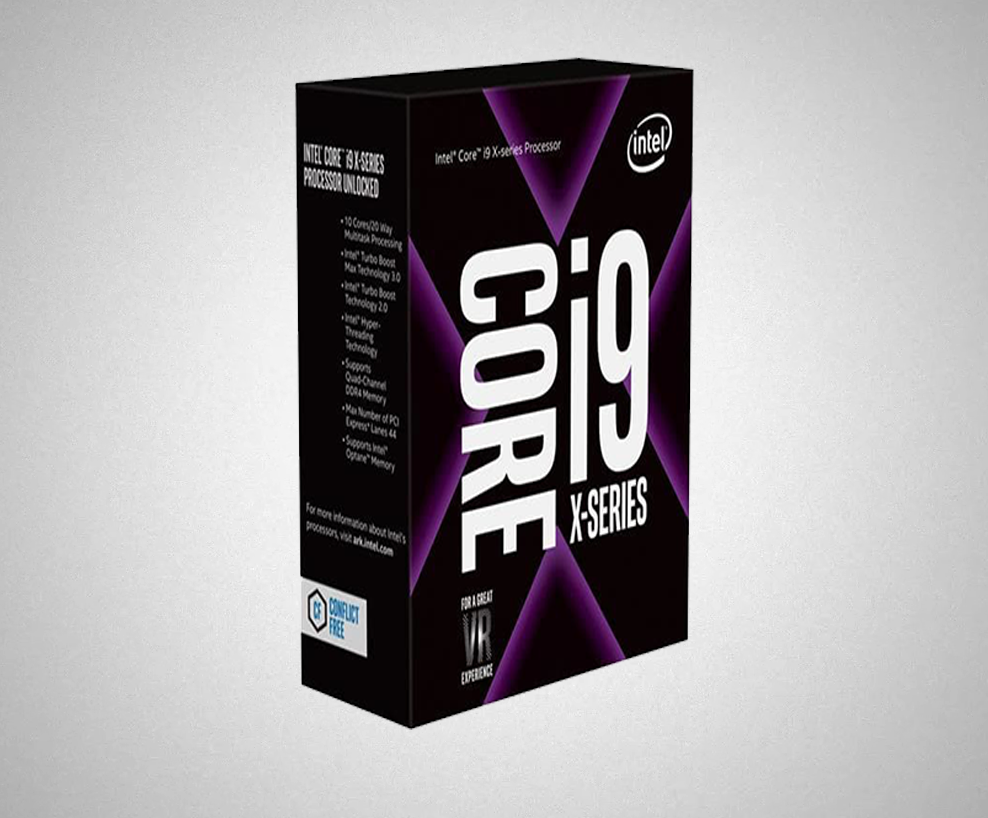 INTEL® CORE™ i9 X-SERIES
PROCESSOR UNLOCKED
• 10 Cores/20 Way
Multitask Processing
• Intel® Turbo Boost
Max Technology 3.0
• Intel® Turbo Boost
Technology 2.0
• Intel® Hyper-
Threading
Technology
• Supports
Quad-Channel
DDR4 Memory
• Max Number of PCI
Express® Lanes 44
• Supports Intel®
Optane™ Memory
For more information about Intel's
processors, visit ark.intel.com
CF
CONFLICT
FREE
Intel® Core™ i9 X-series Processor
intel
CORE
i9
X-SERIES
FOR A GREAT
VR
EXPERIENCE